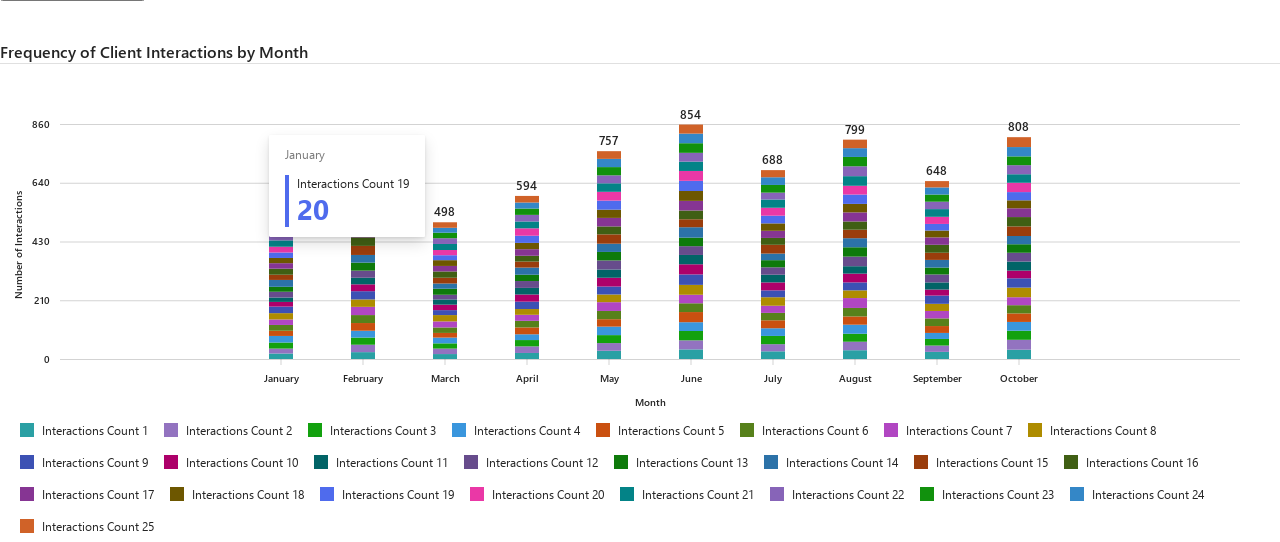 Frequency of Client Interactions by Month
860
640
430
210
0
Number of Interactions
January
Interactions Count 19
20
498
594
757
854
688
799
648
808
January February March April May June July August September October
Month
Interactions Count 1 Interactions Count 2 Interactions Count 3 Interactions Count 4 Interactions Count 5 Interactions Count 6 Interactions Count 7 Interactions Count 8
Interactions Count 9 Interactions Count 10 Interactions Count 11 Interactions Count 12 Interactions Count 13 Interactions Count 14 Interactions Count 15 Interactions Count 16
Interactions Count 17 Interactions Count 18 Interactions Count 19 Interactions Count 20 Interactions Count 21 Interactions Count 22 Interactions Count 23 Interactions Count 24
Interactions Count 25